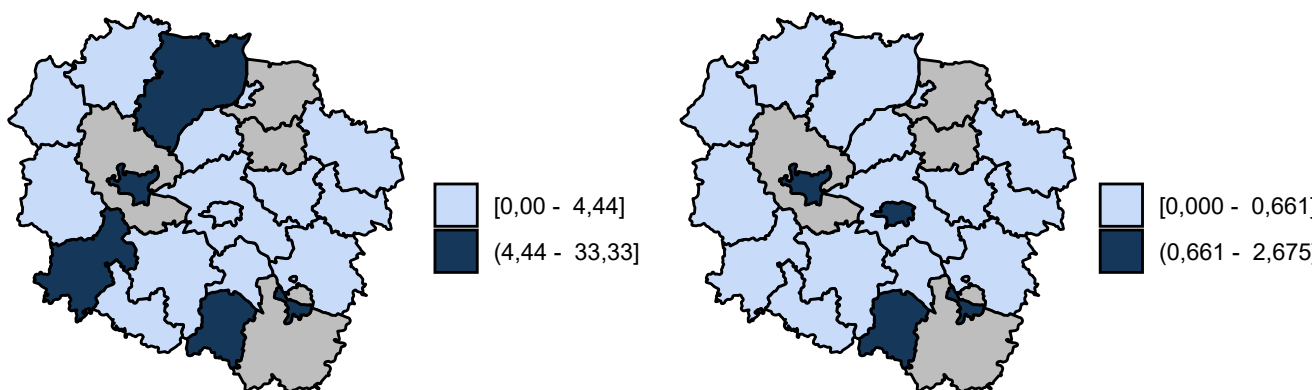 [0,00 - 4,44]
(4,44 - 33,33]
[0,000 - 0,661]
(0,661 - 2,675]